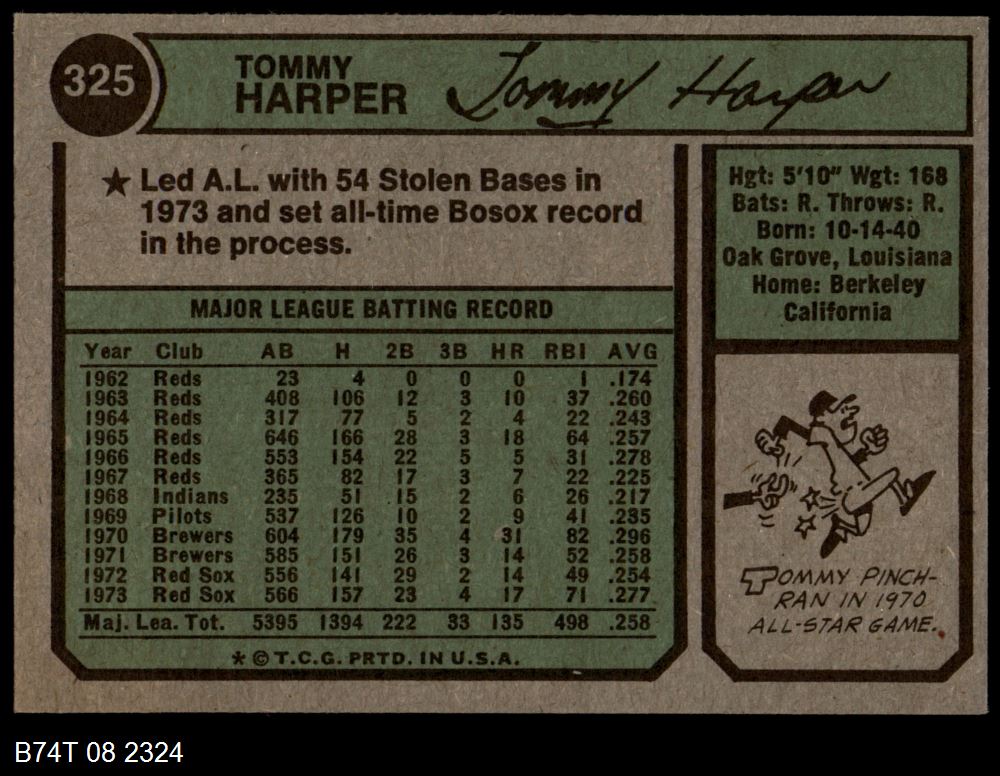 325
TOMMY
HARPER
Tommy Harper
★ Led A.L. with 54 Stolen Bases in
1973 and set all-time Bosox record
in the process.
Hgt: 5'10" Wgt: 168
Bats: R. Throws: R.
Born: 10-14-40
Oak Grove, Louisiana
Home: Berkeley
California
MAJOR LEAGUE BATTING RECORD
Year Club AB H 2B 3B HR RBI AVG
1962 Reds 23 4 0 0 0 1 .174
1963 Reds 408 106 12 3 10 37 .260
1964 Reds 317 77 5 2 4 22 .243
1965 Reds 646 166 28 3 18 64 .257
1966 Reds 553 154 22 5 5 31 .278
1967 Reds 365 82 17 3 7 22 .225
1968 Indians 235 51 15 2 6 26 .217
1969 Pilots 537 126 10 2 9 41 .235
1970 Brewers 604 179 35 4 31 82 .296
1971 Brewers 585 151 26 3 14 52 .258
1972 Red Sox 556 141 29 2 14 49 .254
1973 Red Sox 566 157 23 4 17 71 .277
Maj. Lea. Tot. 5395 1394 222 33 135 498 .258
* © T.C.G. PRTD. IN U.S.A.
TOMMY PINCH-
RAN IN 1970
ALL-STAR GAME.
B74T 08 2324